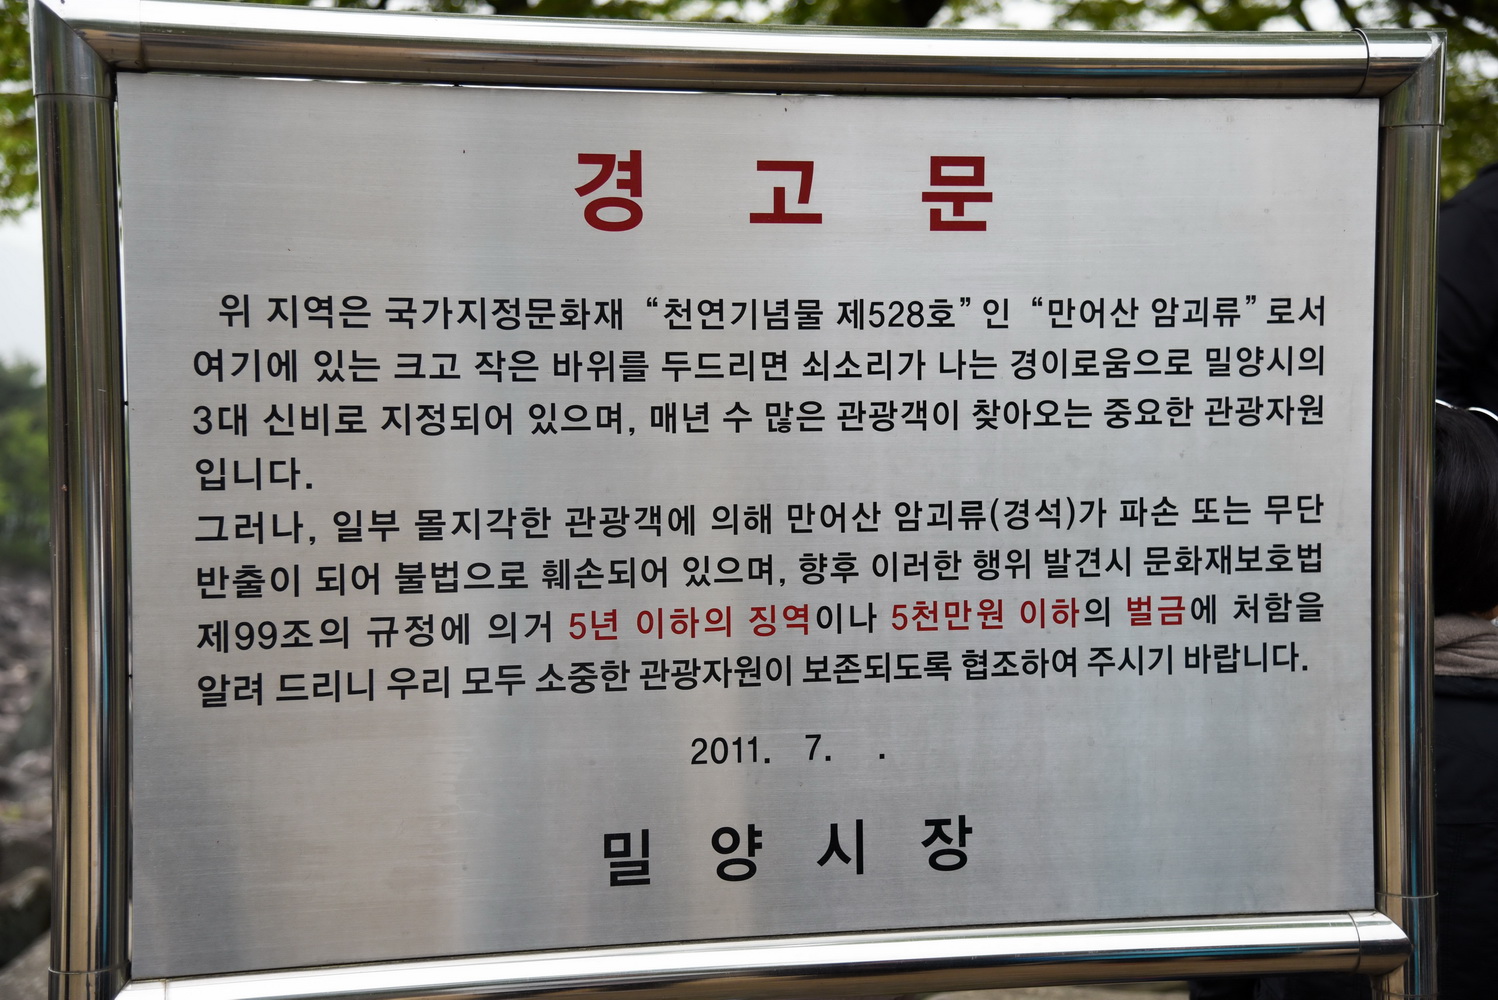 경 고 문
위 지역은 국가지정문화재 “천연기념물 제528호”인 “만어산 암괴류”로서
여기에 있는 크고 작은 바위를 두드리면 쇠소리가 나는 경이로움으로 밀양시의
3대 신비로 지정되어 있으며, 매년 수 많은 관광객이 찾아오는 중요한 관광자원
입니다.
그러나, 일부 몰지각한 관광객에 의해 만어산 암괴류(경석)가 파손 또는 무단
반출이 되어 불법으로 훼손되어 있으며, 향후 이러한 행위 발견시 문화재보호법
제99조의 규정에 의거 5년 이하의 징역이나 5천만원 이하의 벌금에 처함을
알려 드리니 우리 모두 소중한 관광자원이 보존되도록 협조하여 주시기 바랍니다.
2011. 7. .
밀 양 시 장